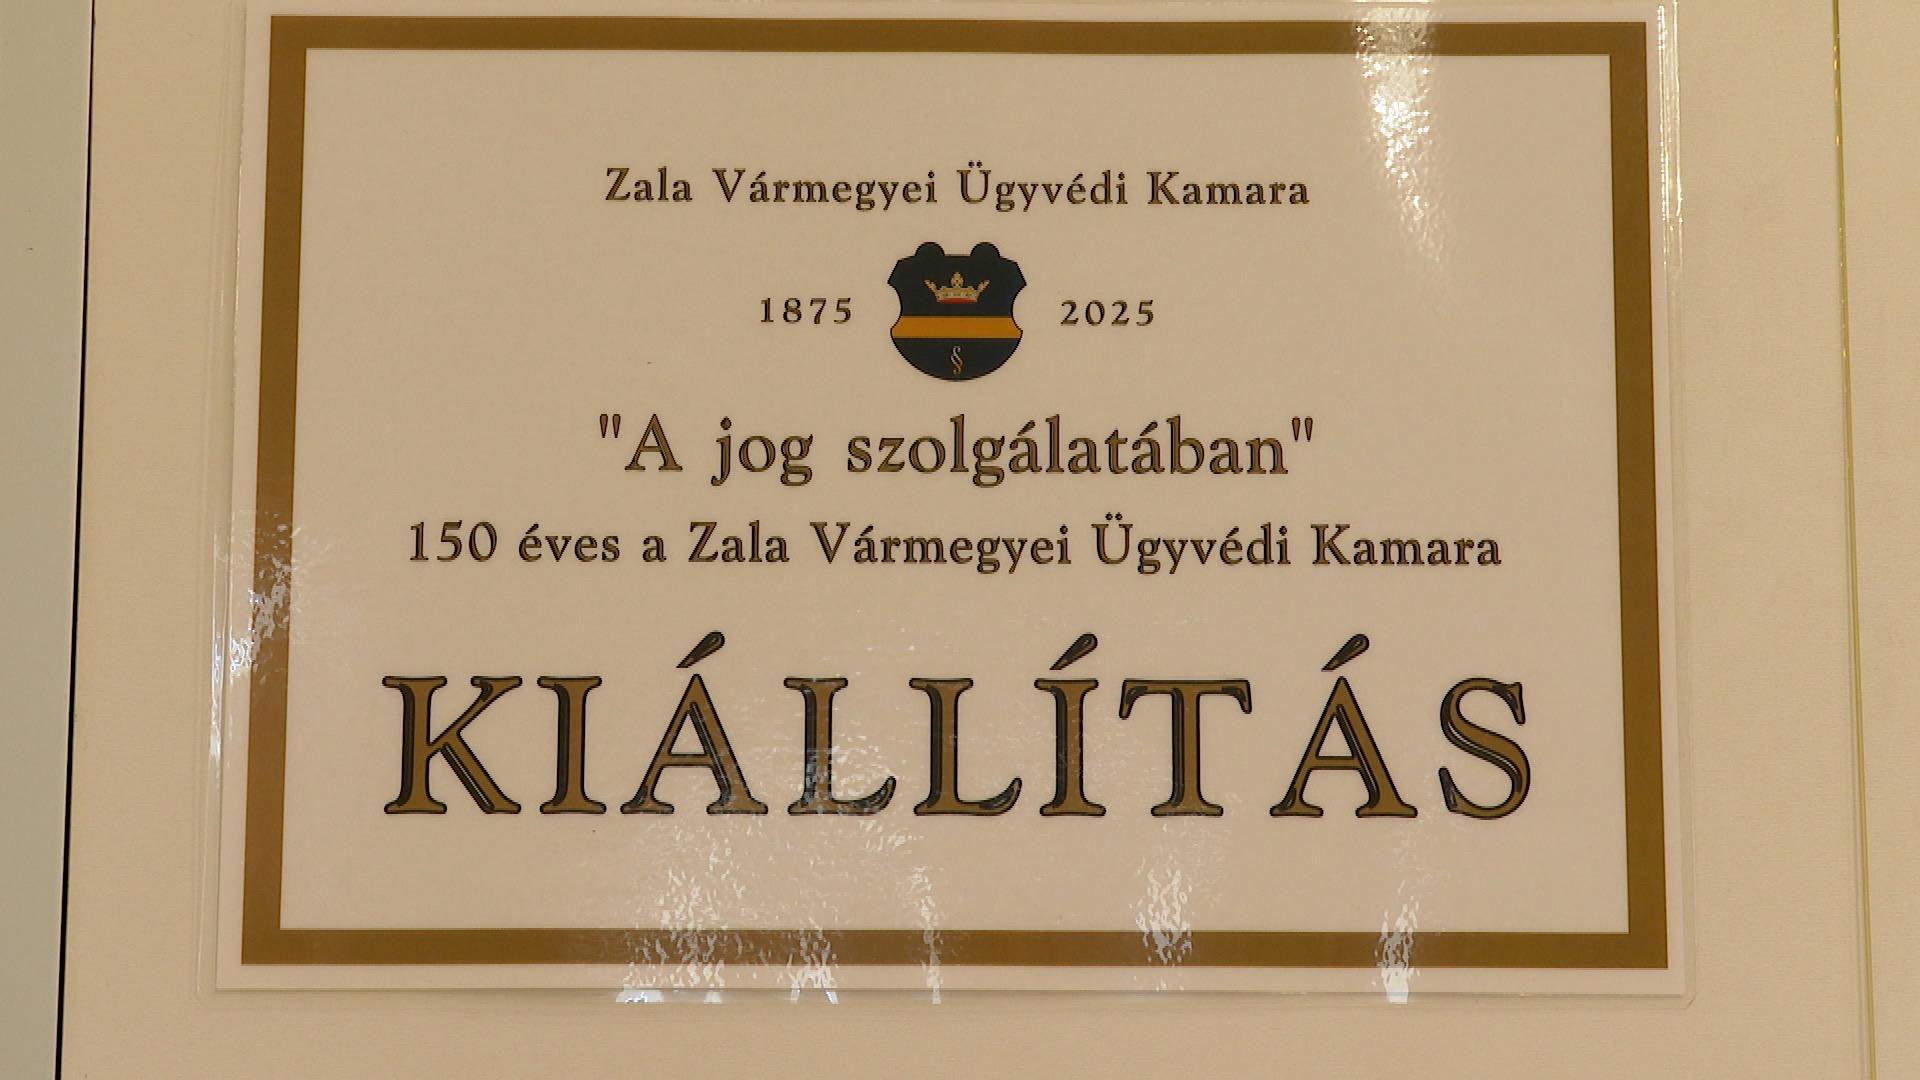 Zala Vármegyei Ügyvédi Kamara
1875 2025
§
"A jog szolgálatában"
150 éves a Zala Vármegyei Ügyvédi Kamara
KIÁLLÍTÁS